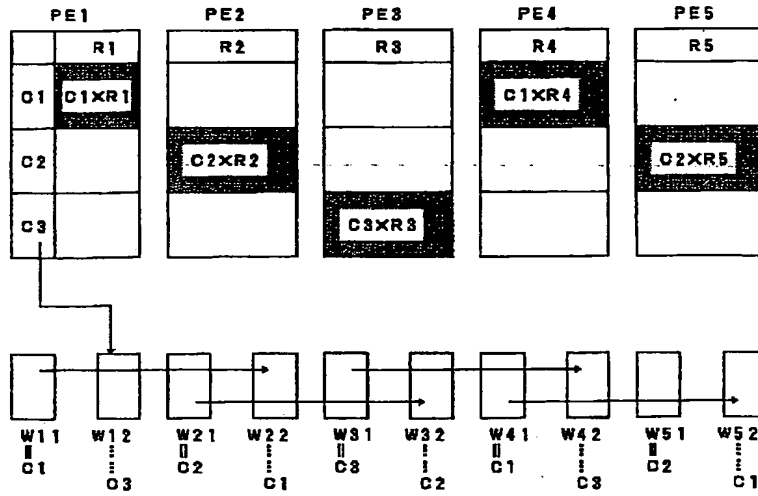 PE1 PE2 PE3 PE4 PE5
R1 R2 R3 R4 R5
C1 C1×R1 C1×R4
C2 C2×R2 C2×R5
C3 C3×R3
W11 W12 W21 W22 W31 W32 W41 W42 W51 W52
C1 C3 C2 C1 C3 C2 C1 C3 C2 C1